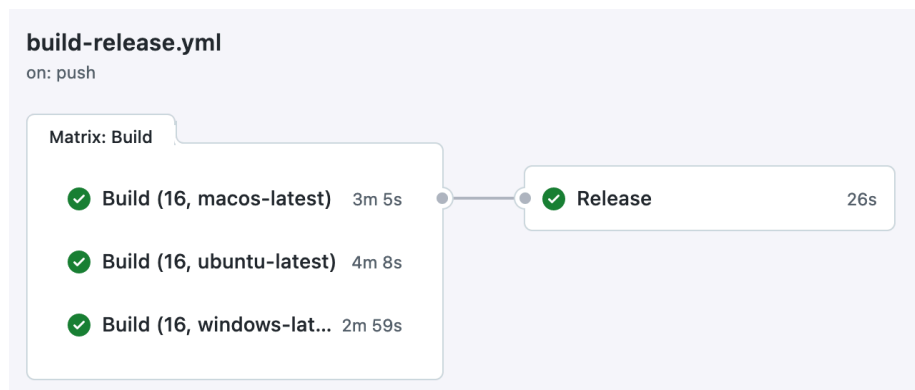 build-release.yml
on: push
Matrix: Build
Build (16, macos-latest) 3m 5s
Build (16, ubuntu-latest) 4m 8s
Build (16, windows-lat... 2m 59s
Release 26s